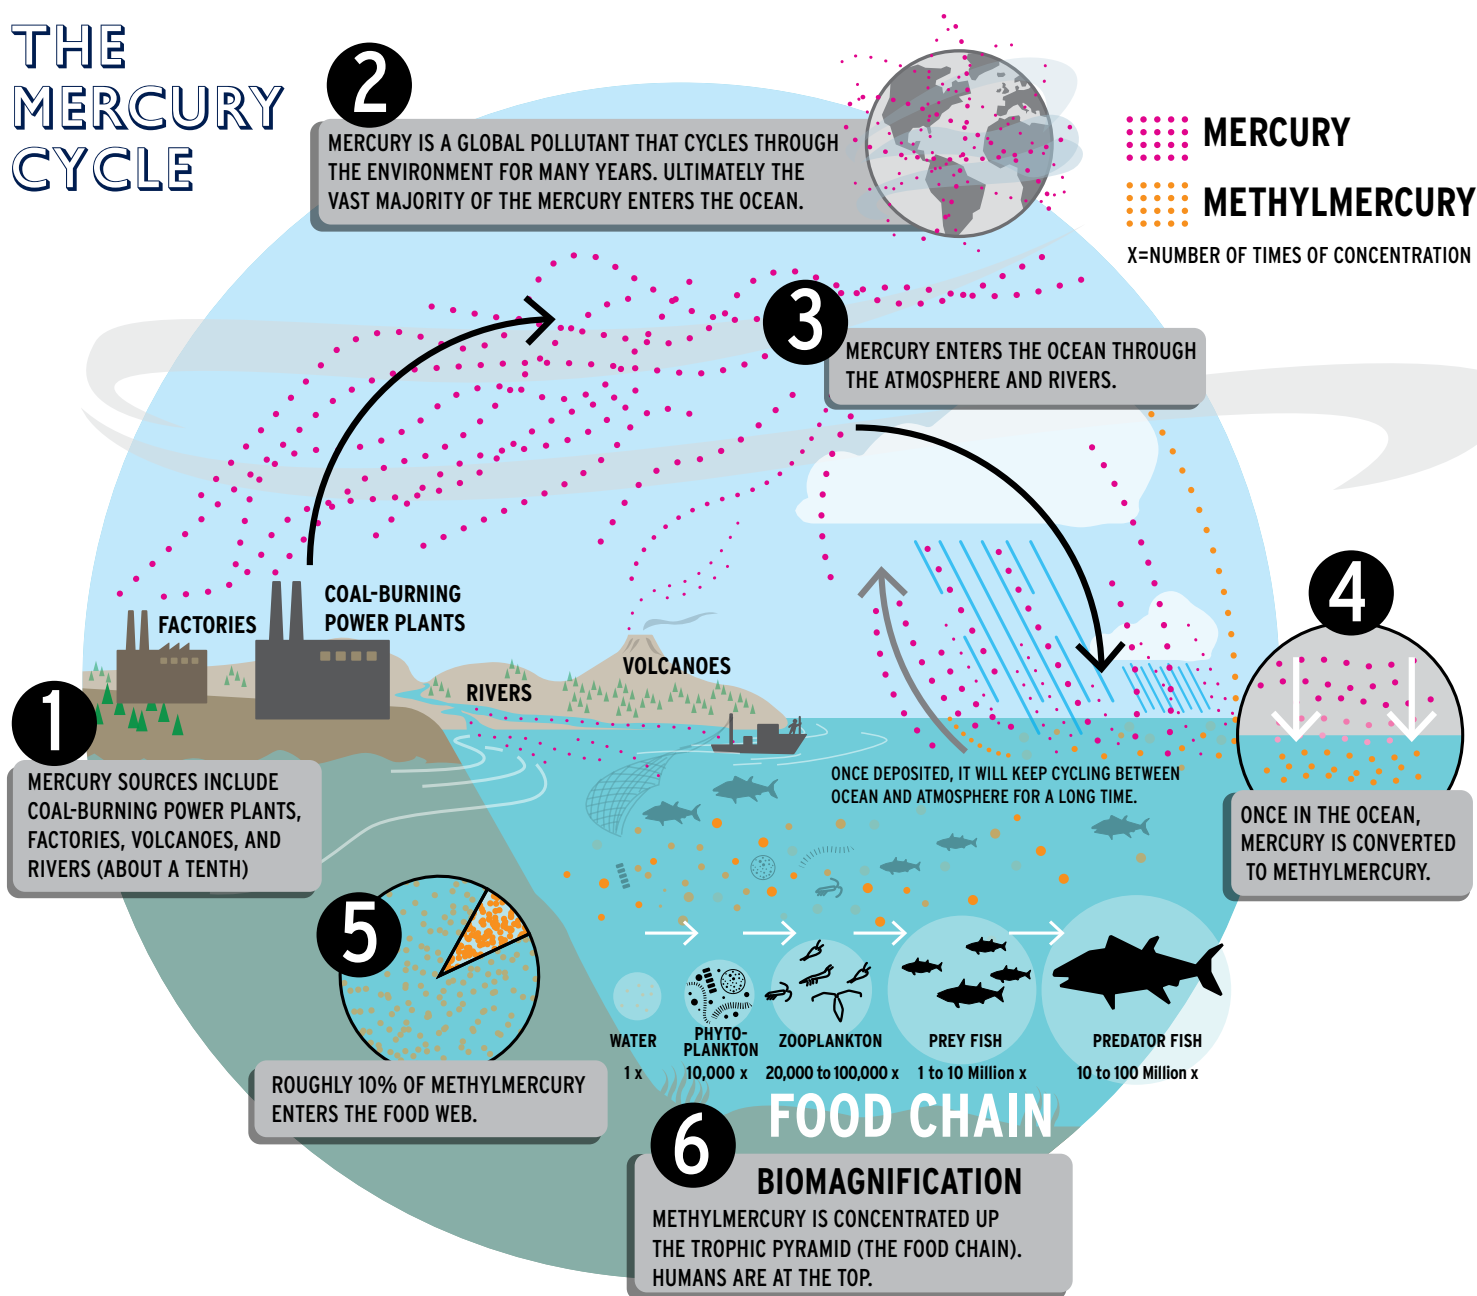 THE
MERCURY
CYCLE
2
MERCURY IS A GLOBAL POLLUTANT THAT CYCLES THROUGH
THE ENVIRONMENT FOR MANY YEARS. ULTIMATELY THE
VAST MAJORITY OF THE MERCURY ENTERS THE OCEAN.
MERCURY
METHYLMERCURY
X=NUMBER OF TIMES OF CONCENTRATION
3
MERCURY ENTERS THE OCEAN THROUGH
THE ATMOSPHERE AND RIVERS.
FACTORIES
COAL-BURNING
POWER PLANTS
RIVERS
VOLCANOES
1
MERCURY SOURCES INCLUDE
COAL-BURNING POWER PLANTS,
FACTORIES, VOLCANOES, AND
RIVERS (ABOUT A TENTH)
ONCE DEPOSITED, IT WILL KEEP CYCLING BETWEEN
OCEAN AND ATMOSPHERE FOR A LONG TIME.
4
ONCE IN THE OCEAN,
MERCURY IS CONVERTED
TO METHYLMERCURY.
5
ROUGHLY 10% OF METHYLMERCURY
ENTERS THE FOOD WEB.
WATER
1 x
PHYTO-
PLANKTON
10,000 x
ZOOPLANKTON
20,000 to 100,000 x
PREY FISH
1 to 10 Million x
PREDATOR FISH
10 to 100 Million x
FOOD CHAIN
6
BIOMAGNIFICATION
METHYLMERCURY IS CONCENTRATED UP
THE TROPHIC PYRAMID (THE FOOD CHAIN).
HUMANS ARE AT THE TOP.